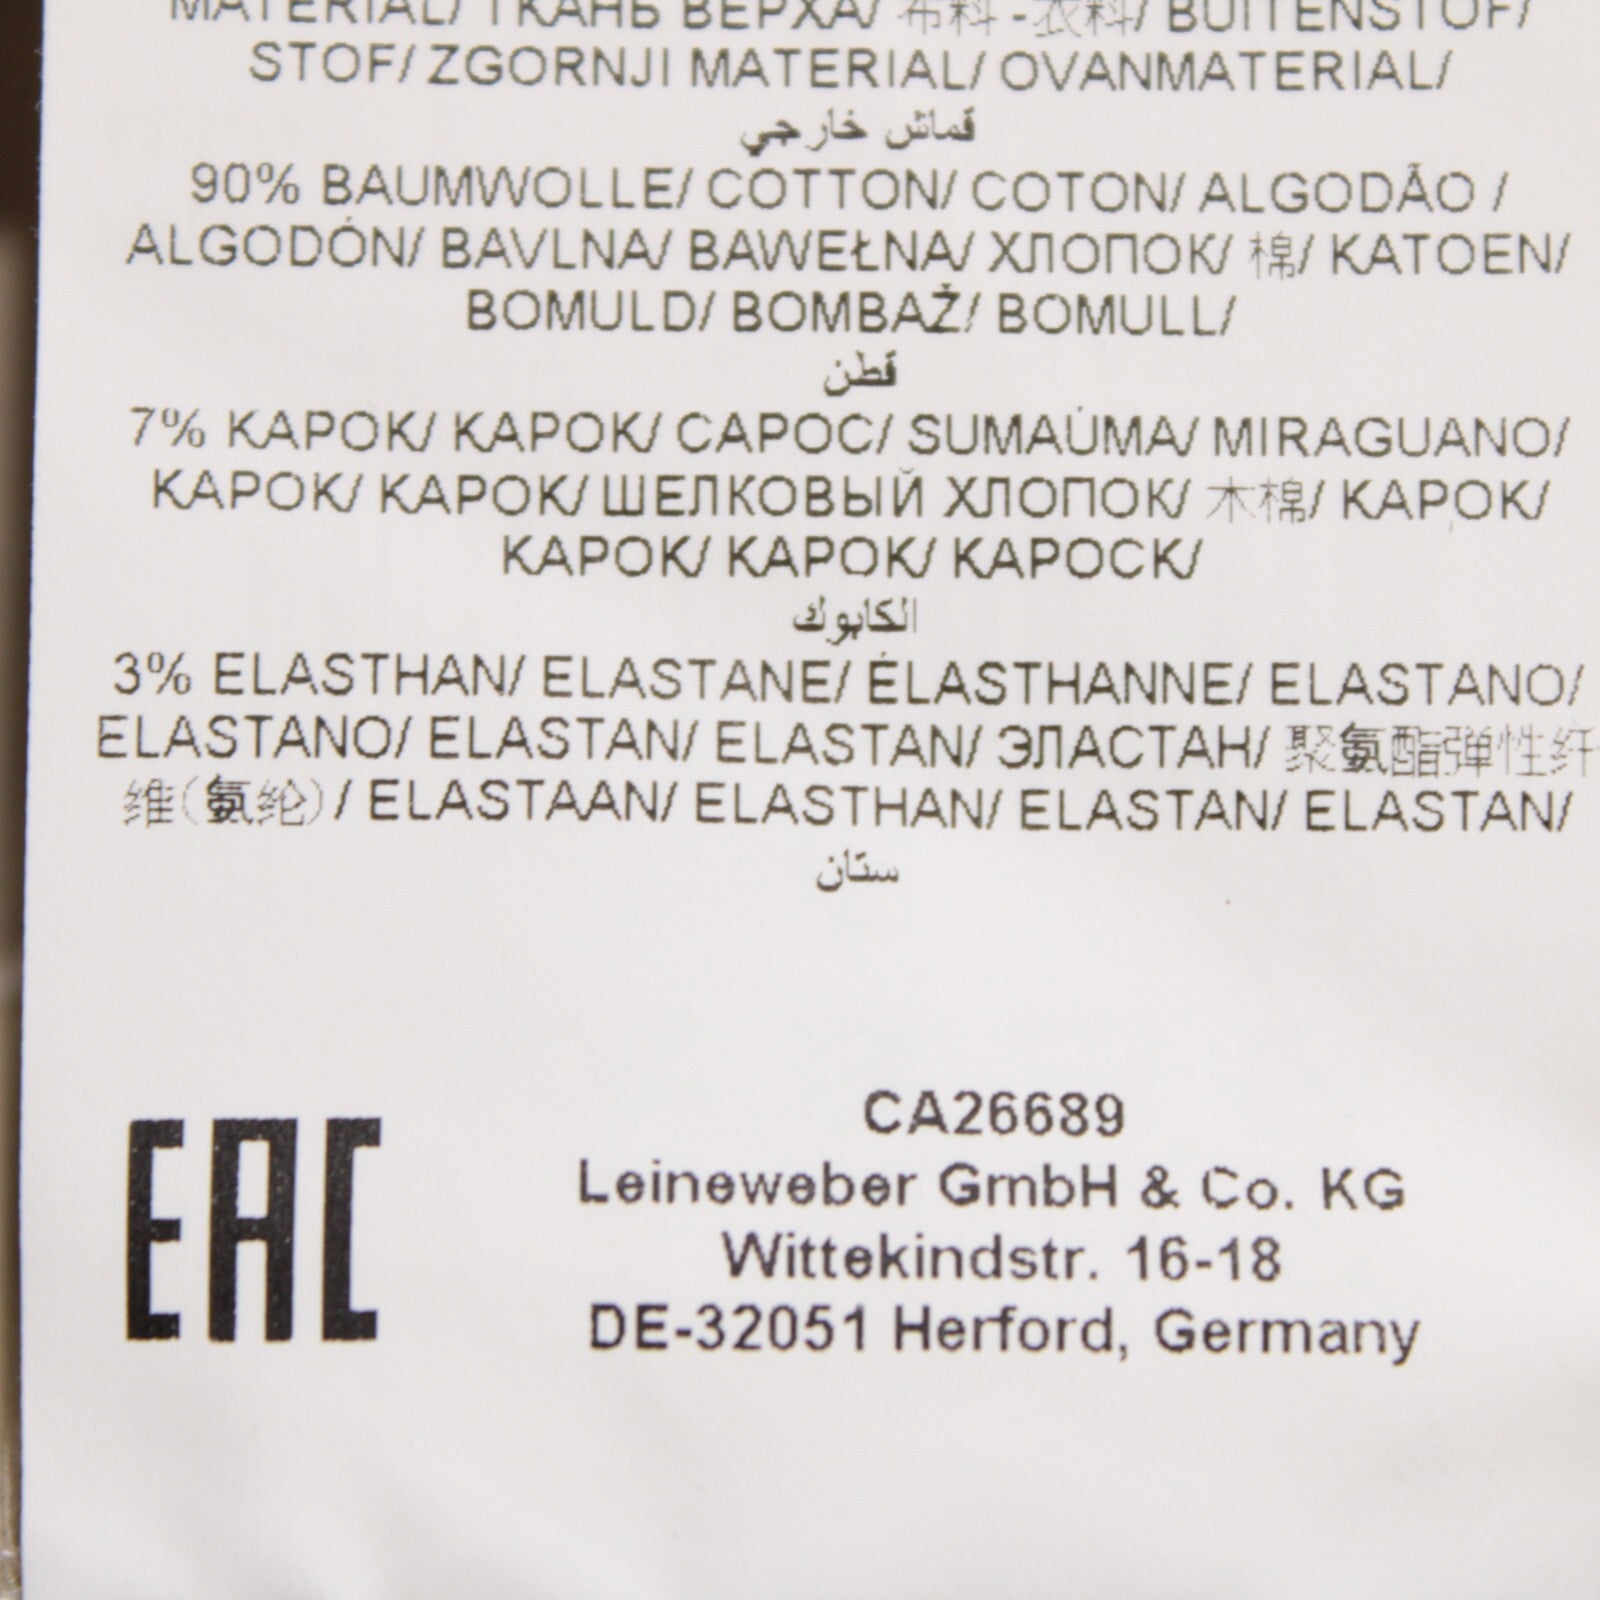 MATERIAL/ ТКАНЬ ВЕРХА/ 布料 - 衣料/ BUITENSTOF/
STOF/ ZGORNJI MATERIAL/ OVANMATERIAL/
قماش خارجي
90% BAUMWOLLE/ COTTON/ COTON/ ALGODÃO /
ALGODÓN/ BAVLNA/ BAWEŁNA/ ХЛОПОК/ 棉/ KATOEN/
BOMULD/ BOMBAŽ/ BOMULL/
قطن
7% KAPOK/ KAPOK/ CAPOC/ SUMAÚMA/ MIRAGUANO/
KAPOK/ KAPOK/ ШЕЛКОВЫЙ ХЛОПОК/ 木棉/ KAPOK/
KAPOK/ KAPOK/ KAPOCK/
الكابوك
3% ELASTHAN/ ELASTANE/ ÉLASTHANNE/ ELASTANO/
ELASTANO/ ELASTAN/ ELASTAN/ ЭЛАСТАН/ 聚氨酯弹性纤
维(氨纶)/ ELASTAAN/ ELASTHAN/ ELASTAN/ ELASTAN/
ستان
EAC
CA26689
Leineweber GmbH & Co. KG
Wittekindstr. 16-18
DE-32051 Herford, Germany